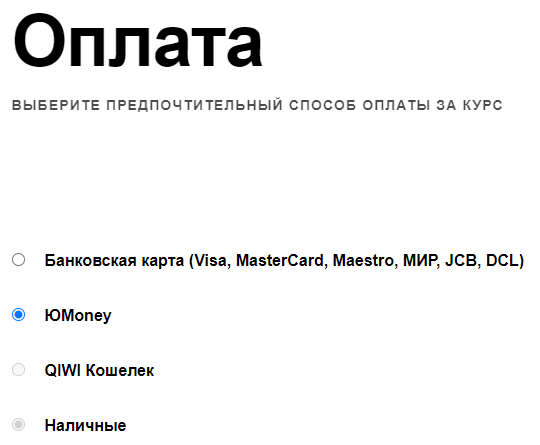 Оплата
ВЫБЕРИТЕ ПРЕДПОЧТИТЕЛЬНЫЙ СПОСОБ ОПЛАТЫ ЗА КУРС
Банковская карта (Visa, MasterCard, Maestro, МИР, JCB, DCL)
ЮMoney
QIWI Кошелек
Наличные